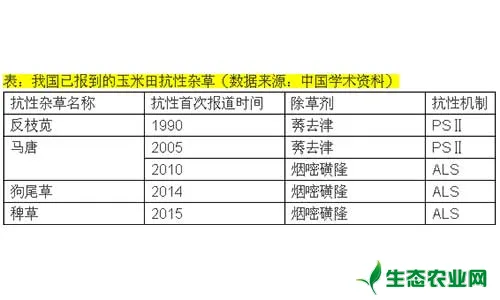 表：我国已报到的玉米田抗性杂草（数据来源：中国学术资料）
抗性杂草名称 抗性首次报道时间 除草剂 抗性机制
反枝苋 1990 莠去津 PSⅡ
马唐 2005 莠去津 PSⅡ
2010 烟嘧磺隆 ALS
狗尾草 2014 烟嘧磺隆 ALS
稗草 2015 烟嘧磺隆 ALS
生态农业网